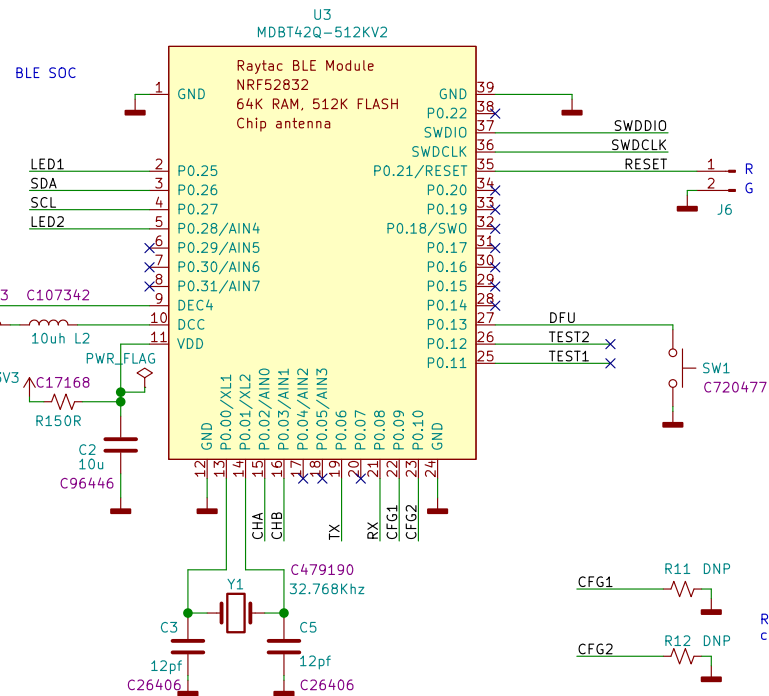 U3
MDBT42Q-512KV2
BLE SOC
Raytac BLE Module
NRF52832
64K RAM, 512K FLASH
Chip antenna
1 GND
GND 39
P0.22 38
SWDIO 37 SWDDIO
SWDCLK 36 SWDCLK
LED1 2 P0.25
P0.21/RESET 35 RESET 1 R
SDA 3 P0.26
P0.20 34 2 G
SCL 4 P0.27
P0.19 33 J6
LED2 5 P0.28/AIN4
P0.18/SWO 32
6 P0.29/AIN5
P0.17 31
7 P0.30/AIN6
P0.16 30
8 P0.31/AIN7
P0.15 29
3 C107342
9 DEC4
P0.14 28
10 DCC
P0.13 27 DFU
10uh L2
11 VDD
P0.12 26 TEST2
PWR_FLAG
P0.11 25 TEST1
SW1
C720477
3V3
C17168
R150R
C2
10u
C96446
GND P0.00/XL1 P0.01/XL2 P0.02/AIN0 P0.03/AIN1 P0.04/AIN2 P0.05/AIN3 P0.06 P0.07 P0.08 P0.09 P0.10 GND
12 13 14 15 16 17 18 19 20 21 22 23 24
CHA CHB TX RX CFG1 CFG2
C479190
Y1 32.768Khz
C3
12pf
C26406
C5
12pf
C26406
CFG1 R11 DNP
CFG2 R12 DNP
R
c